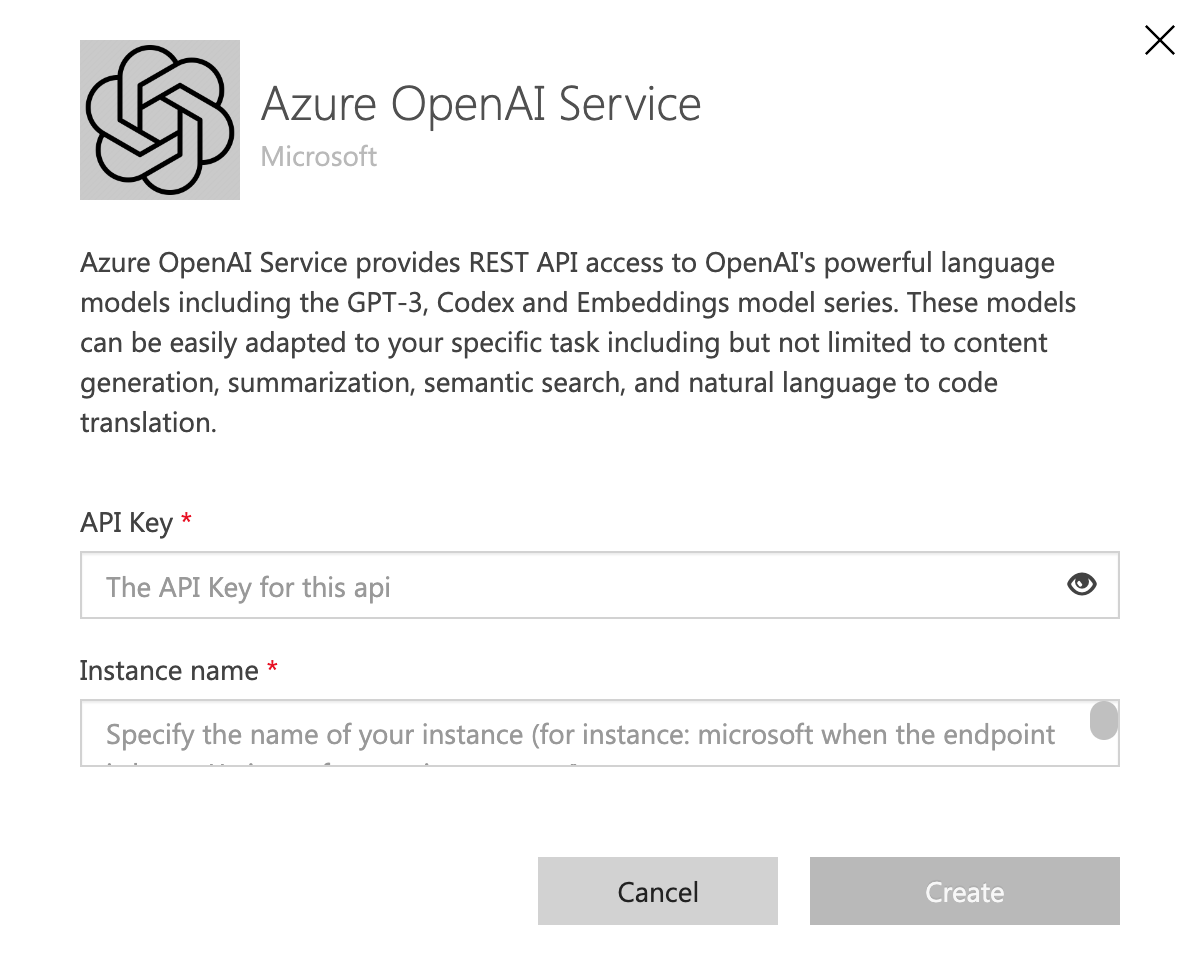 Azure OpenAI Service
Microsoft
Azure OpenAI Service provides REST API access to OpenAI's powerful language
models including the GPT-3, Codex and Embeddings model series. These models
can be easily adapted to your specific task including but not limited to content
generation, summarization, semantic search, and natural language to code
translation.
API Key *
The API Key for this api
Instance name *
Specify the name of your instance (for instance: microsoft when the endpoint
Cancel
Create